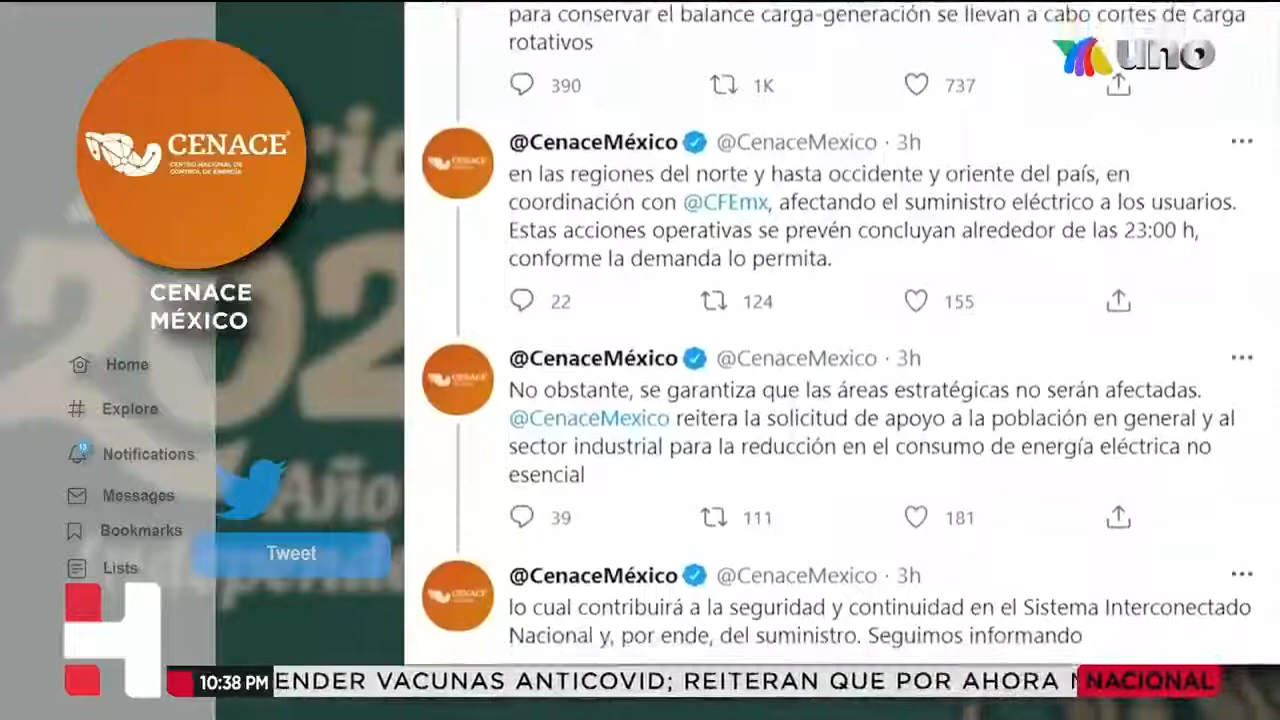 para conservar el balance carga-generación se llevan a cabo cortes de carga
rotativos
uno
390 1K 737
@CenaceMéxico @CenaceMexico · 3h
en las regiones del norte y hasta occidente y oriente del país, en
coordinación con @CFEmx, afectando el suministro eléctrico a los usuarios.
Estas acciones operativas se prevén concluyan alrededor de las 23:00 h,
conforme la demanda lo permita.
22 124 155
@CenaceMéxico @CenaceMexico · 3h
No obstante, se garantiza que las áreas estratégicas no serán afectadas.
@CenaceMexico reitera la solicitud de apoyo a la población en general y al
sector industrial para la reducción en el consumo de energía eléctrica no
esencial
39 111 181
@CenaceMéxico @CenaceMexico · 3h
lo cual contribuirá a la seguridad y continuidad en el Sistema Interconectado
Nacional y, por ende, del suministro. Seguimos informando
CENACE
CENTRO NACIONAL DE
CONTROL DE ENERGÍA
CENACE
MÉXICO
Home
Explore
Notifications
Messages
Bookmarks
Lists
Año
Tweet
H
10:38 PM
ENDER VACUNAS ANTICOVID; REITERAN QUE POR AHORA
NACIONAL